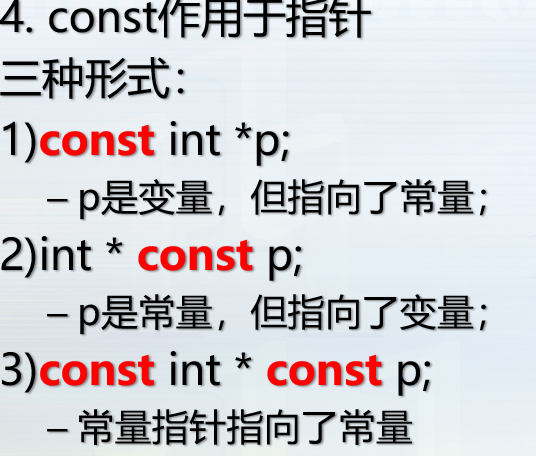 4. const作用于指针
三种形式：
1)const int *p;
– p是变量，但指向了常量；
2)int * const p;
– p是常量，但指向了变量；
3)const int * const p;
– 常量指针指向了常量